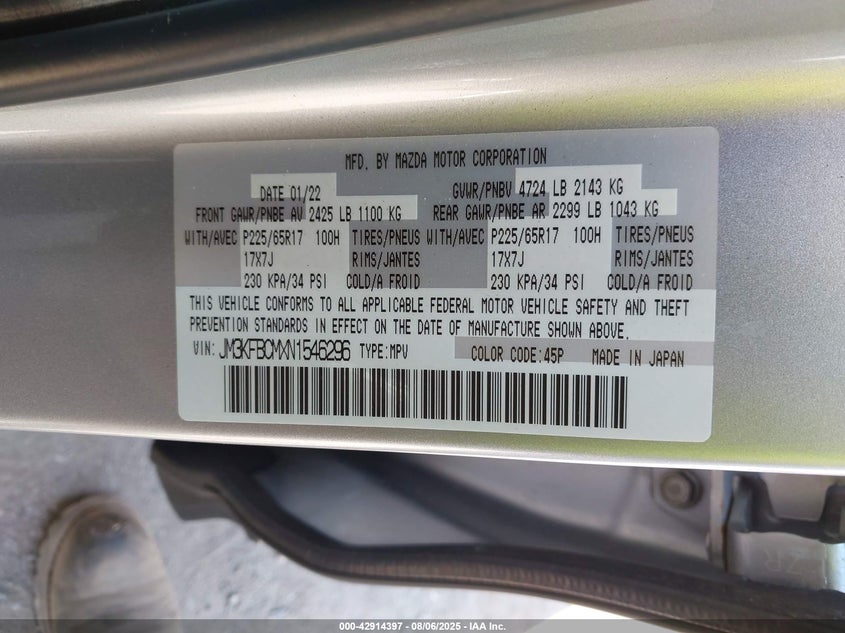 MFD. BY MAZDA MOTOR CORPORATION
DATE 01/22 GVWR/PNBV 4724 LB 2143 KG
FRONT GAWR/PNBE AV 2425 LB 1100 KG REAR GAWR/PNBE AR 2299 LB 1043 KG
WITH/AVEC P225/65R17 100H TIRES/PNEUS WITH/AVEC P225/65R17 100H TIRES/PNEUS
17X7J RIMS/JANTES 17X7J RIMS/JANTES
230 KPA/34 PSI COLD/A FROID 230 KPA/34 PSI COLD/A FROID
THIS VEHICLE CONFORMS TO ALL APPLICABLE FEDERAL MOTOR VEHICLE SAFETY AND THEFT
PREVENTION STANDARDS IN EFFECT ON THE DATE OF MANUFACTURE SHOWN ABOVE.
VIN: JM3KFBCMXN1546296 TYPE:MPV COLOR CODE:45P MADE IN JAPAN
ZR
000-42914397 - 08/06/2025 - IAA Inc.